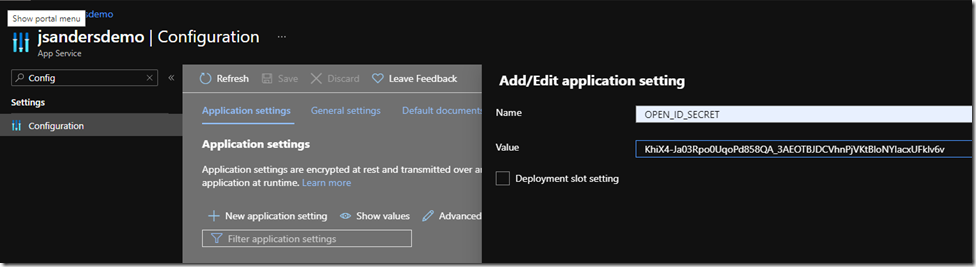 Show portal menu
sdemo
jsandersdemo | Configuration ...
App Service
Config
Settings
Configuration
Refresh Save Discard Leave Feedback
Application settings General settings Default documents
Application settings
Application settings are encrypted at rest and transmitted over an
application at runtime. Learn more
New application setting Show values Advanced
Filter application settings
Add/Edit application setting
Name
OPEN_ID_SECRET
Value
KhiX4-Ja03Rpo0UqoPd858QA_3AEOTBJDCVhnPjVKtBloNYlacxUFklv6v
Deployment slot setting